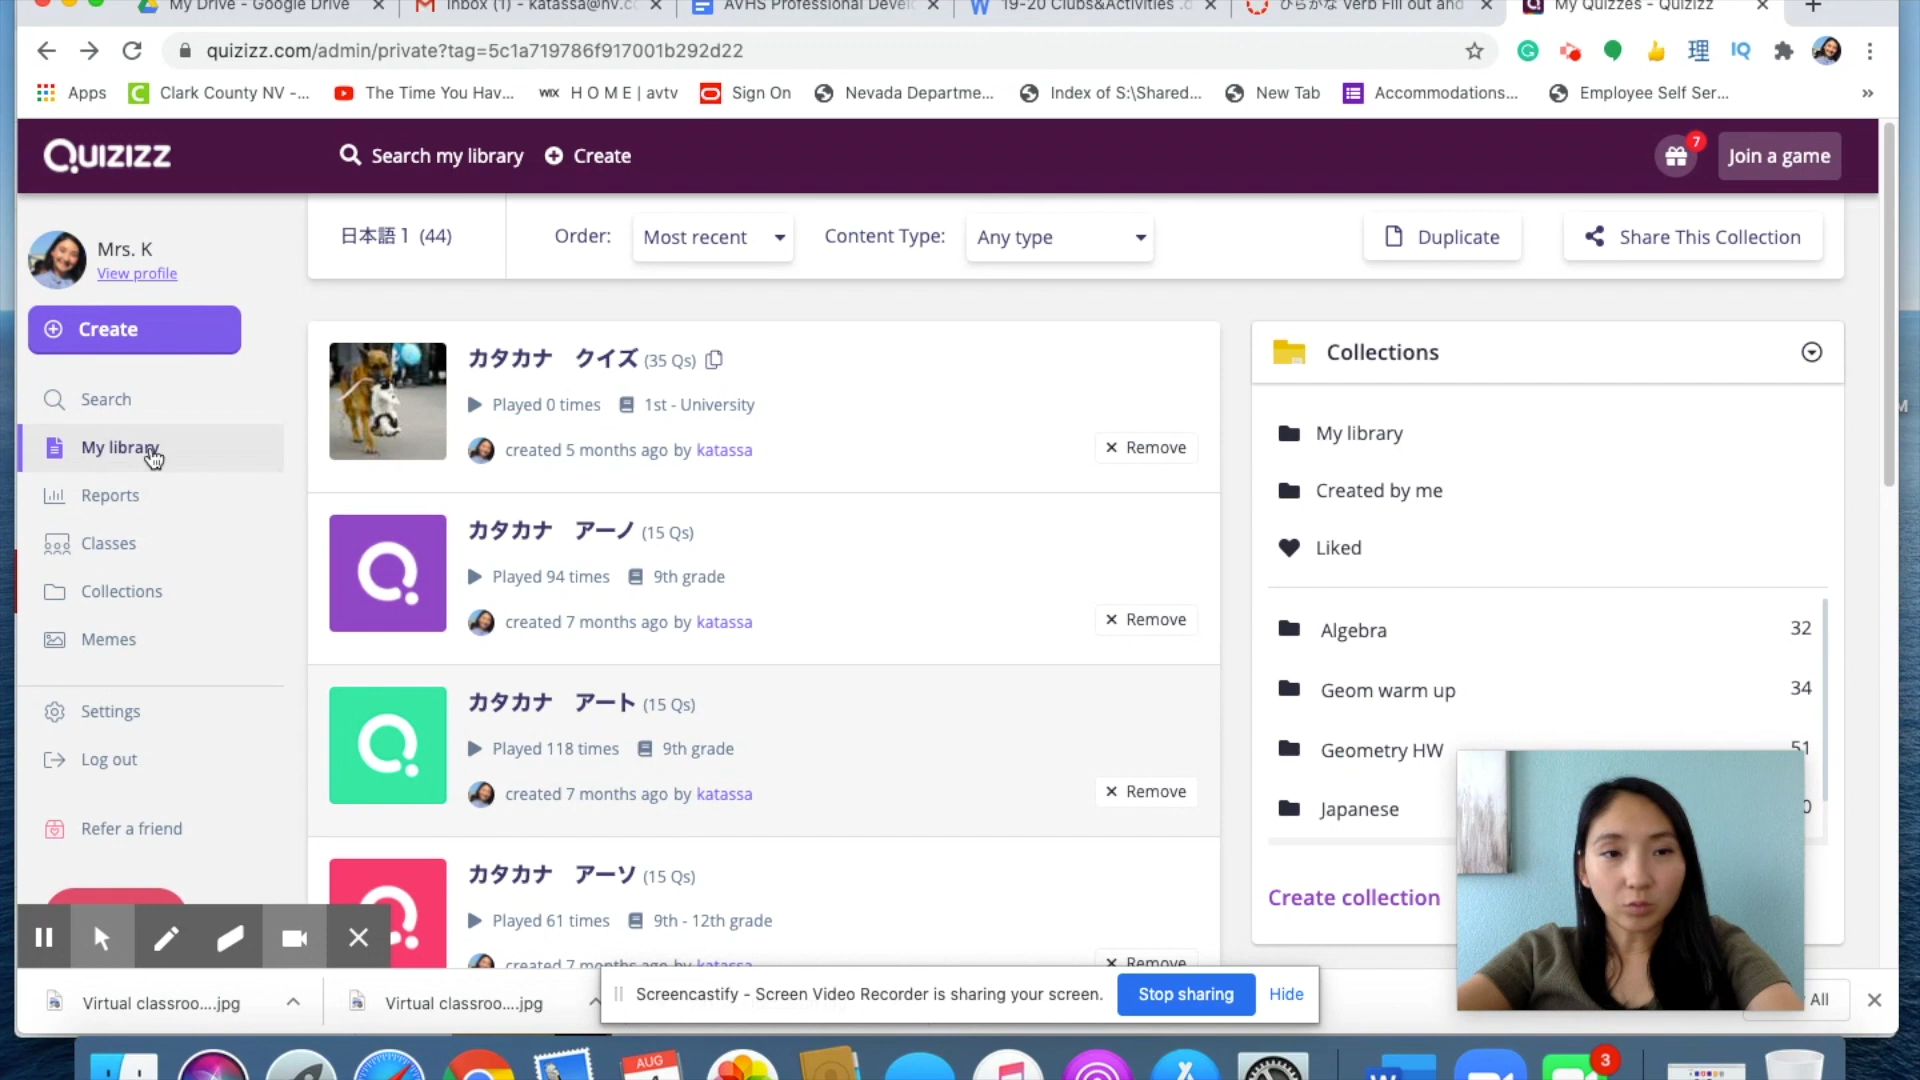 My Drive - Google Drive
Inbox (1) - katassa@nv.cc
AVHS Professional Devel
19-20 Clubs&Activities .d
ひらがな Verb Fill out and
My Quizzes - Quizizz
quizizz.com/admin/private?tag=5c1a719786f917001b292d22
Apps
Clark County NV -...
The Time You Hav...
WIX H O M E | avtv
Sign On
Nevada Departme...
Index of S:\Shared...
New Tab
Accommodations...
Employee Self Ser...
»
QUIZIZZ
Search my library
Create
7
Join a game
Mrs. K
View profile
Create
Search
My library
Reports
Classes
Collections
Memes
Settings
Log out
Refer a friend
日本語 1 (44)
Order:
Most recent
Content Type:
Any type
Duplicate
Share This Collection
カタカナ クイズ (35 Qs)
Played 0 times
1st - University
created 5 months ago by katassa
Remove
カタカナ アーノ (15 Qs)
Played 94 times
9th grade
created 7 months ago by katassa
Remove
カタカナ アート (15 Qs)
Played 118 times
9th grade
created 7 months ago by katassa
Remove
カタカナ アーソ (15 Qs)
Played 61 times
9th - 12th grade
created 7 months ago by katassa
Remove
Collections
My library
Created by me
Liked
Algebra 32
Geom warm up 34
Geometry HW 51
Japanese
Create collection
Virtual classroo....jpg
Virtual classroo....jpg
Screencastify - Screen Video Recorder is sharing your screen.
Stop sharing
Hide
All
AUG
3